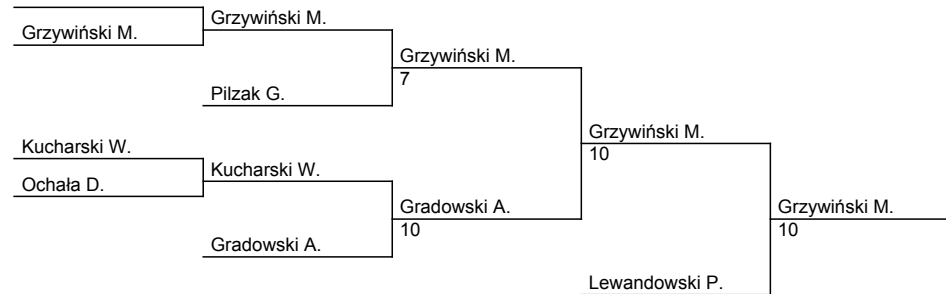 Grzywiński M.
Grzywiński M.
Grzywiński M.
7
Pilzak G.
Grzywiński M.
10
Kucharski W.
Kucharski W.
Ochała D.
Gradowski A.
10
Gradowski A.
Grzywiński M.
10
Lewandowski P.